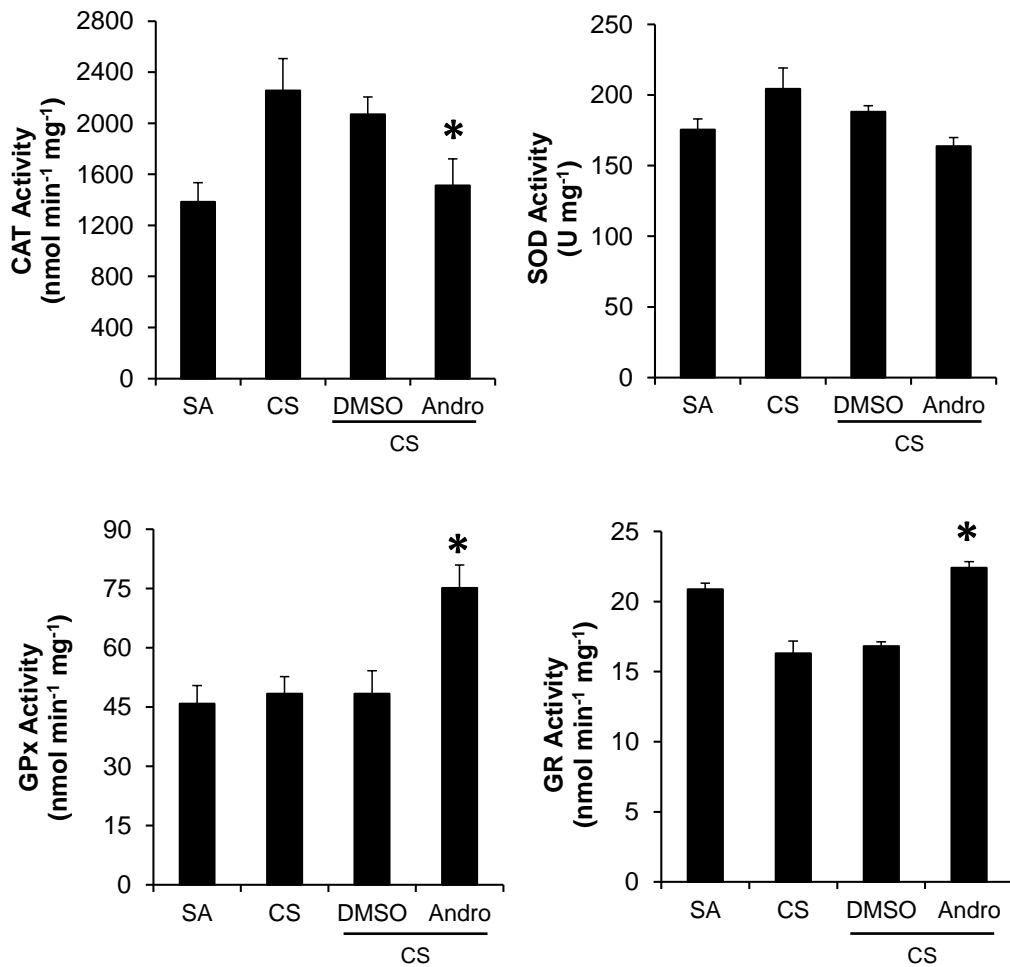 CAT Activity
(nmol min⁻¹ mg⁻¹)
2800
2400
2000
1600
1200
800
400
0
*
SA CS DMSO Andro
CS
SOD Activity
(U mg⁻¹)
250
200
150
100
50
0
SA CS DMSO Andro
CS
GPx Activity
(nmol min⁻¹ mg⁻¹)
90
75
60
45
30
15
0
*
SA CS DMSO Andro
CS
GR Activity
(nmol min⁻¹ mg⁻¹)
25
20
15
10
5
0
*
SA CS DMSO Andro
CS